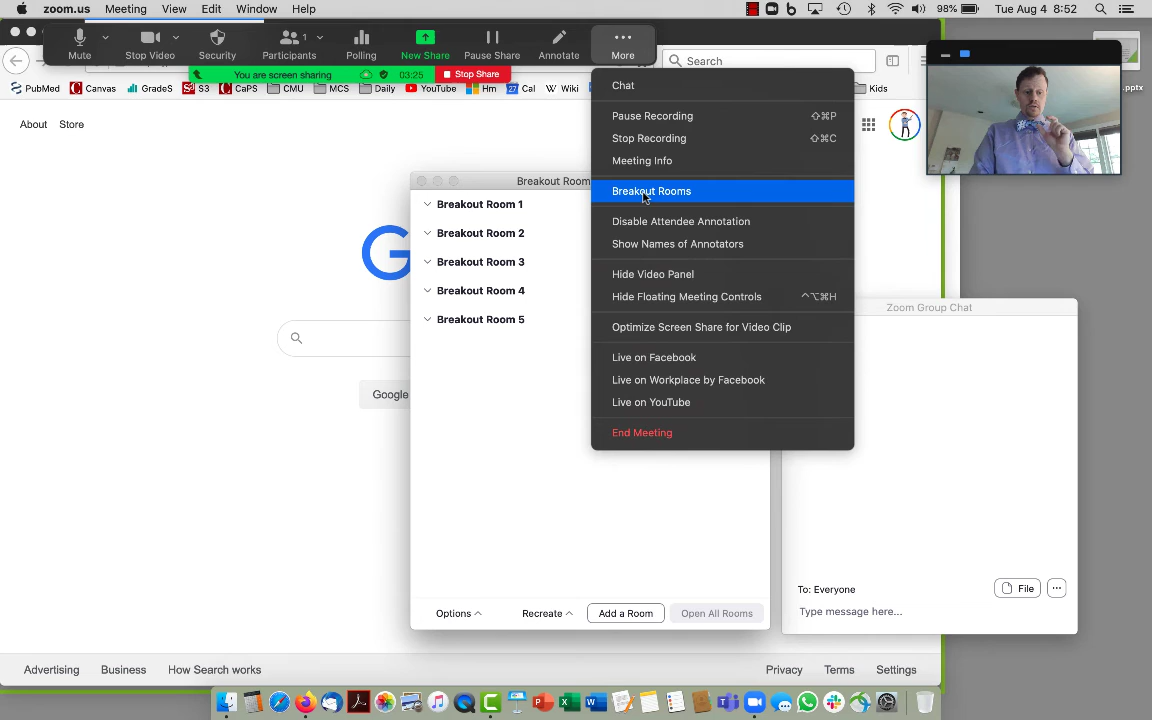 zoom.us Meeting View Edit Window Help 98% Tue Aug 4 8:52
Mute Stop Video Security Participants 1 Polling New Share Pause Share Annotate More
Search
You are screen sharing 03:25 Stop Share
PubMed Canvas GradeS S3 CaPS CMU MCS Daily YouTube Hm 27 Cal W Wiki Kids
.pptx
About Store
Chat
Pause Recording ⇧⌘P
Stop Recording ⇧⌘C
Meeting Info
Breakout Rooms
Disable Attendee Annotation
Show Names of Annotators
Hide Video Panel
Hide Floating Meeting Controls ^⌥⌘H
Optimize Screen Share for Video Clip
Live on Facebook
Live on Workplace by Facebook
Live on YouTube
End Meeting
Breakout Room
Breakout Room 1
Breakout Room 2
Breakout Room 3
Breakout Room 4
Breakout Room 5
Options Recreate Add a Room Open All Rooms
G
Google
Zoom Group Chat
To: Everyone File ...
Type message here...
Advertising Business How Search works Privacy Terms Settings